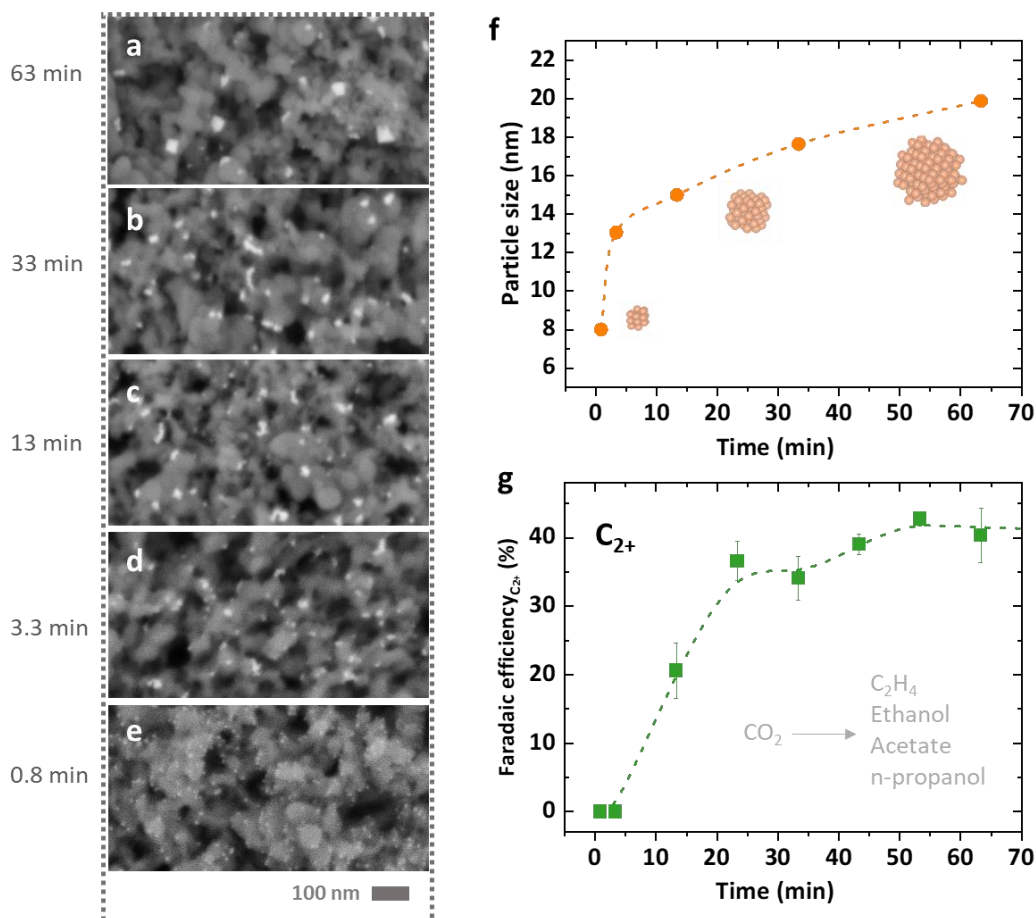 63 min
a
33 min
b
13 min
c
3.3 min
d
0.8 min
e
100 nm
f
Particle size (nm)
22
20
18
16
14
12
10
8
6
0 10 20 30 40 50 60 70
Time (min)
g
C2+
Faradaic efficiency C2+ (%)
40
30
20
10
0
CO2
C2H4
Ethanol
Acetate
n-propanol
0 10 20 30 40 50 60 70
Time (min)